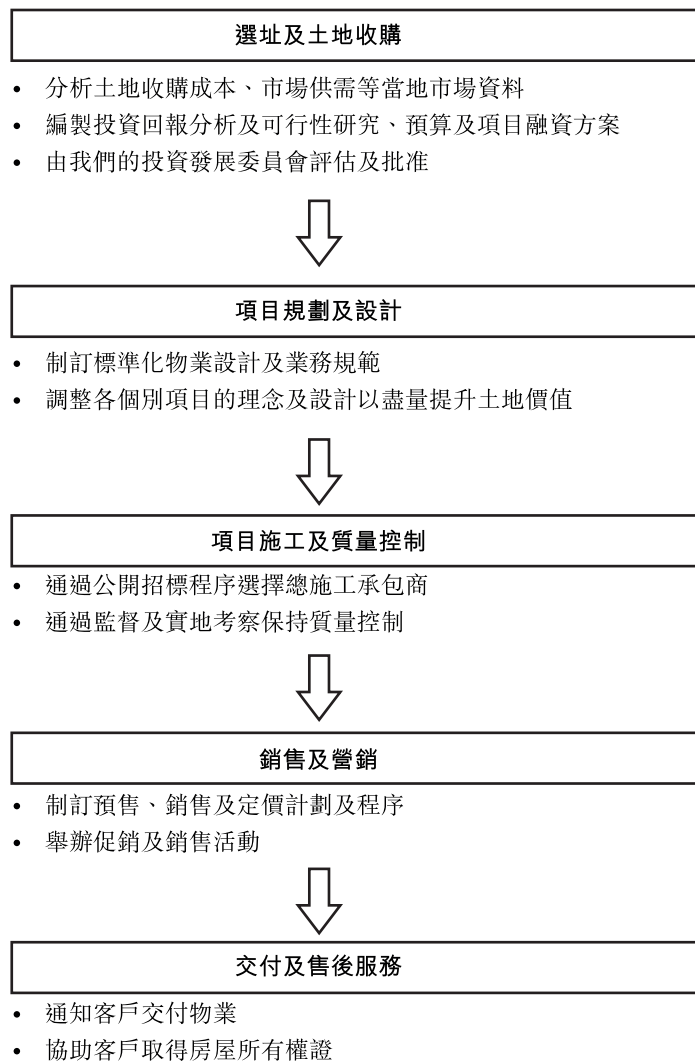 選址及土地收購
• 分析土地收購成本、市場供需等當地市場資料
• 編製投資回報分析及可行性研究、預算及項目融資方案
• 由我們的投資發展委員會評估及批准
項目規劃及設計
• 制訂標準化物業設計及業務規範
• 調整各個別項目的理念及設計以盡量提升土地價值
項目施工及質量控制
• 通過公開招標程序選擇總施工承包商
• 通過監督及實地考察保持質量控制
銷售及營銷
• 制訂預售、銷售及定價計劃及程序
• 舉辦促銷及銷售活動
交付及售後服務
• 通知客戶交付物業
• 協助客戶取得房屋所有權證